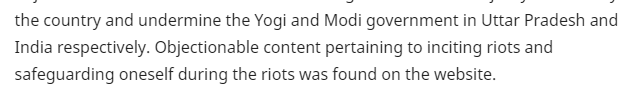 the country and undermine the Yogi and Modi government in Uttar Pradesh and
India respectively. Objectionable content pertaining to inciting riots and
safeguarding oneself during the riots was found on the website.